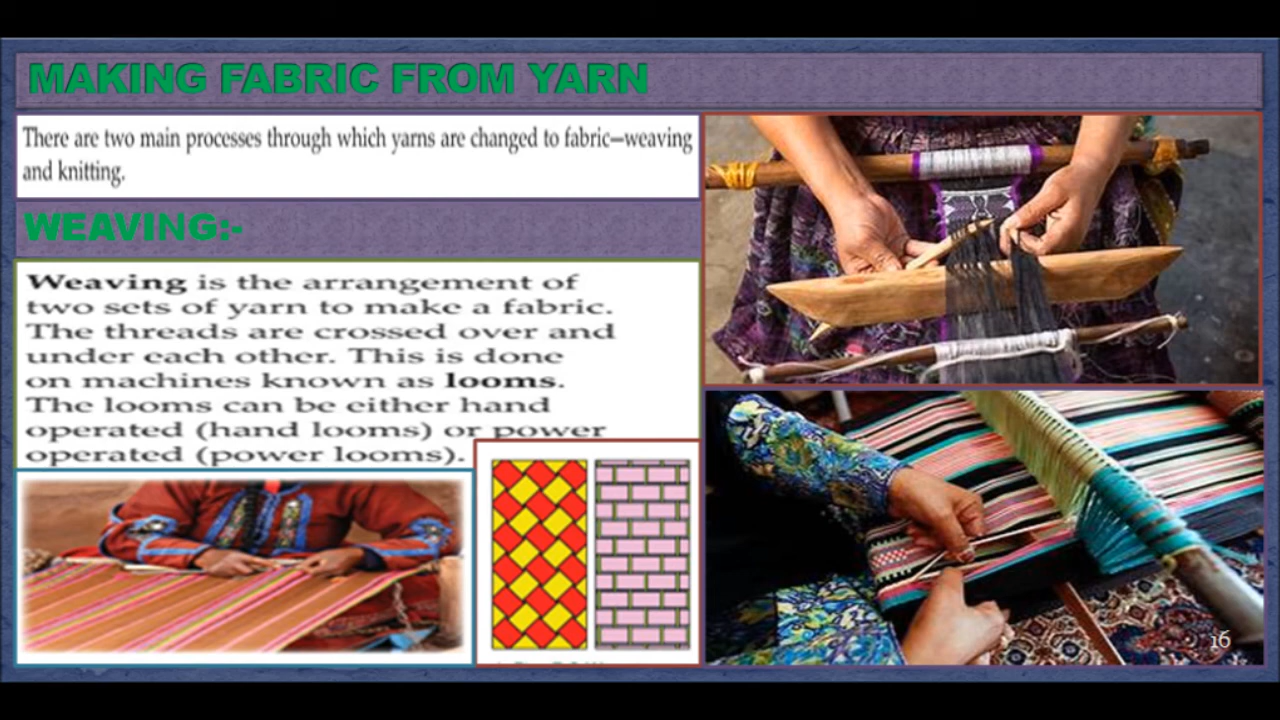 MAKING FABRIC FROM YARN
There are two main processes through which yarns are changed to fabric—weaving
and knitting.
WEAVING:-
Weaving is the arrangement of
two sets of yarn to make a fabric.
The threads are crossed over and
under each other. This is done
on machines known as looms.
The looms can be either hand
operated (hand looms) or power
operated (power looms).
16